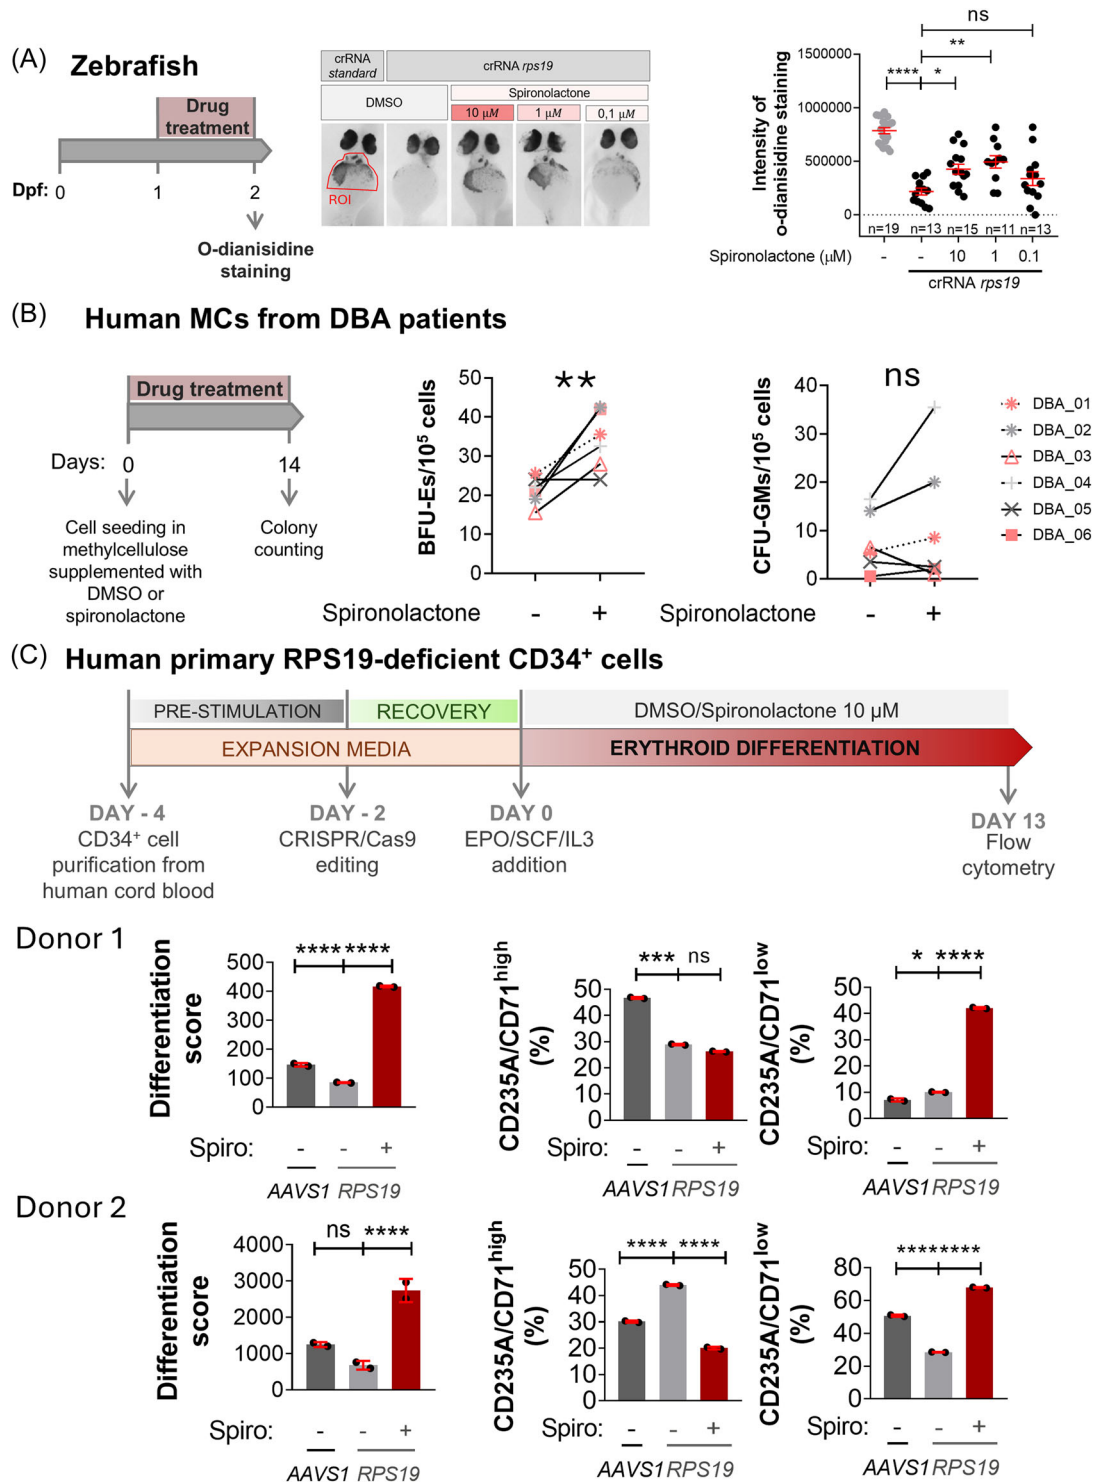 (A) Zebrafish
Drug
treatment
Dpf: 0 1 2
O-dianisidine
staining
crRNA
standard
crRNA rps19
DMSO
Spironolactone
10 µM
1 µM
0,1 µM
ROI
Intensity of
o-dianisidine staining
1500000
1000000
500000
0
ns
**
**** *
n=19 n=13 n=15 n=11 n=13
Spironolactone (µM) - - 10 1 0.1
crRNA rps19
(B) Human MCs from DBA patients
Drug treatment
Days: 0 14
Cell seeding in
methylcellulose
supplemented with
DMSO or
spironolactone
Colony
counting
BFU-Es/10⁵ cells
50
40
30
20
10
0
**
Spironolactone - +
CFU-GMs/10⁵ cells
40
30
20
10
0
ns
Spironolactone - +
DBA_01
DBA_02
DBA_03
DBA_04
DBA_05
DBA_06
(C) Human primary RPS19-deficient CD34⁺ cells
PRE-STIMULATION RECOVERY DMSO/Spironolactone 10 µM
EXPANSION MEDIA ERYTHROID DIFFERENTIATION
DAY - 4
CD34⁺ cell
purification from
human cord blood
DAY - 2
CRISPR/Cas9
editing
DAY 0
EPO/SCF/IL3
addition
DAY 13
Flow
cytometry
Donor 1
Differentiation
score
500
400
300
200
100
0
**** ****
Spiro: - - +
AAVS1 RPS19
CD235A/CD71ʰⁱᵍʰ
(%)
50
40
30
20
10
0
*** ns
- - +
AAVS1 RPS19
CD235A/CD71ˡᵒʷ
(%)
50
40
30
20
10
0
* ****
Spiro: - - +
AAVS1 RPS19
Donor 2
Differentiation
score
4000
3000
2000
1000
0
ns ****
Spiro: - - +
AAVS1 RPS19
CD235A/CD71ʰⁱᵍʰ
(%)
50
40
30
20
10
0
**** ****
Spiro: - - +
AAVS1 RPS19
CD235A/CD71ˡᵒʷ
(%)
80
60
40
20
0
**** ****
Spiro: - - +
AAVS1 RPS19